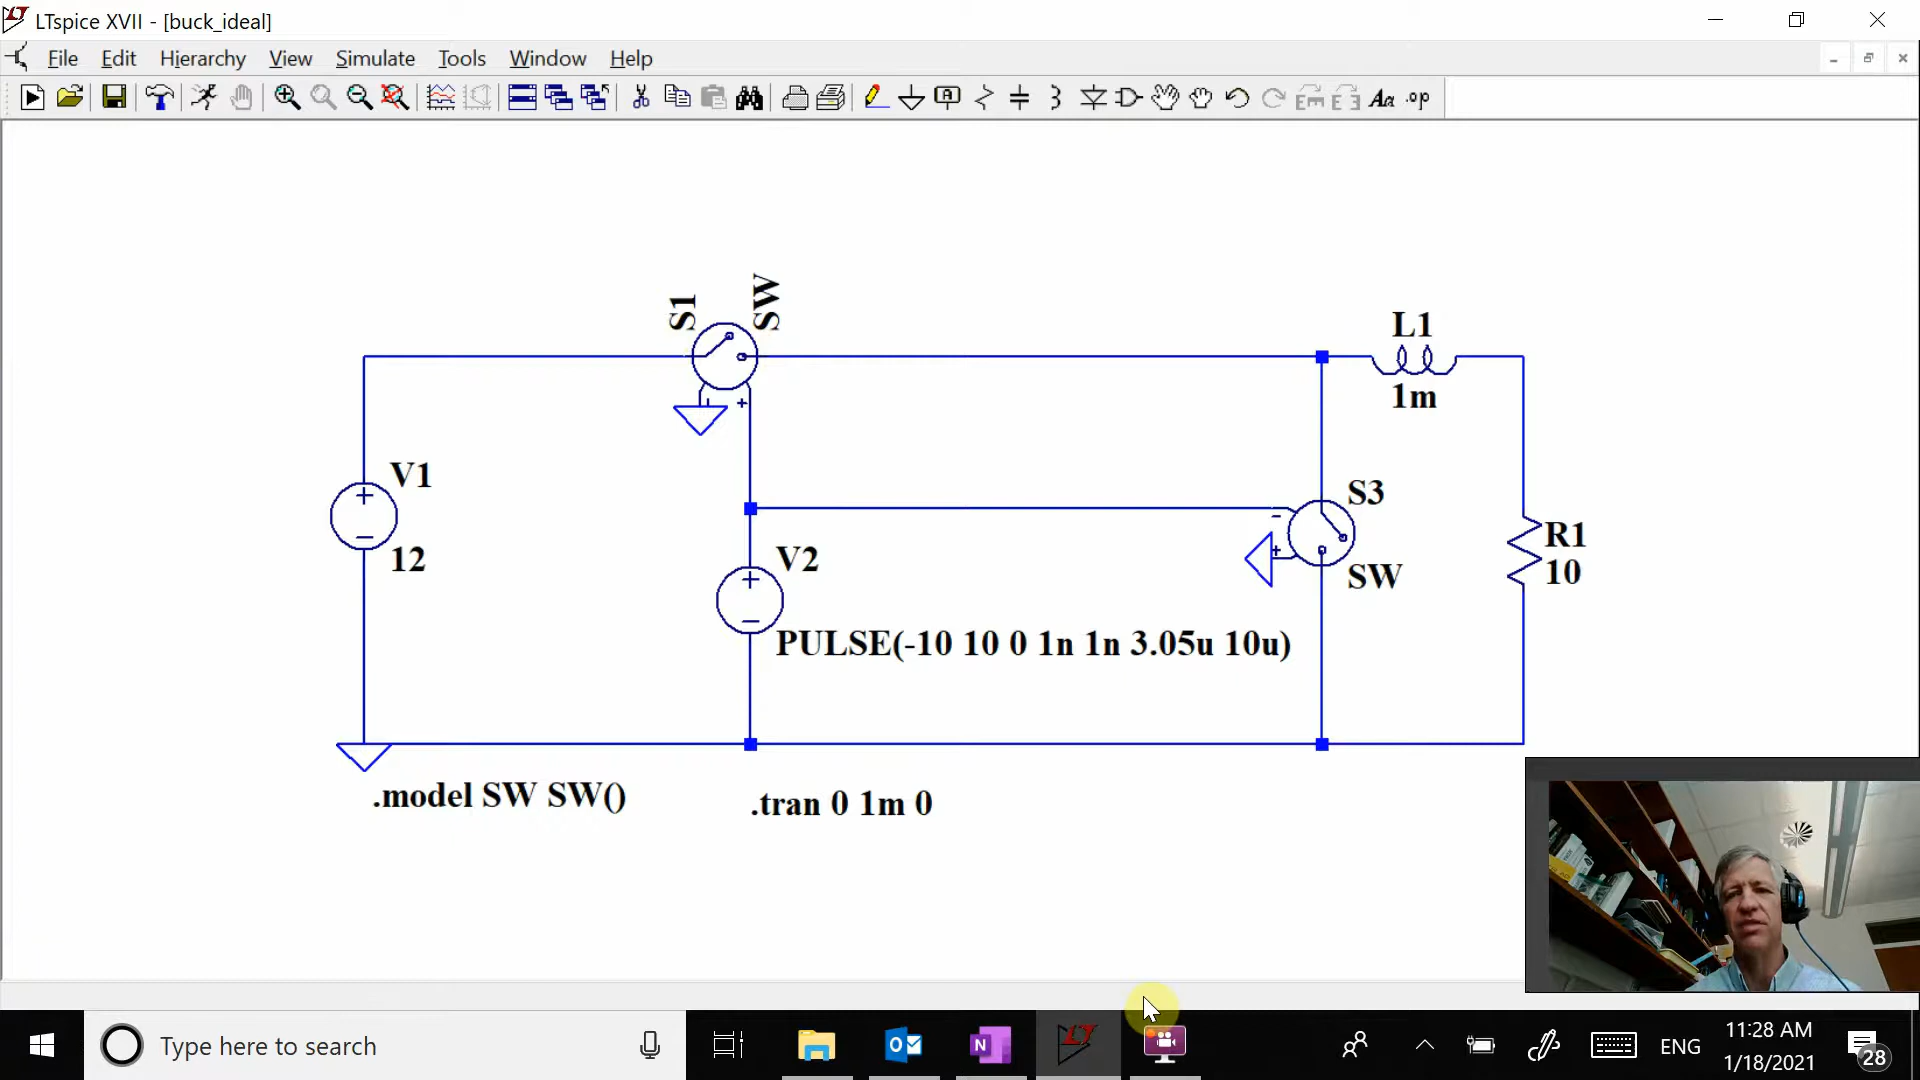 LTspice XVII - [buck_ideal]
File Edit Hierarchy View Simulate Tools Window Help
Aa .op
S1
SW
L1
1m
V1
12
S3
SW
R1
10
V2
PULSE(-10 10 0 1n 1n 3.05u 10u)
.model SW SW()
.tran 0 1m 0
Type here to search
ENG
11:28 AM
1/18/2021
28